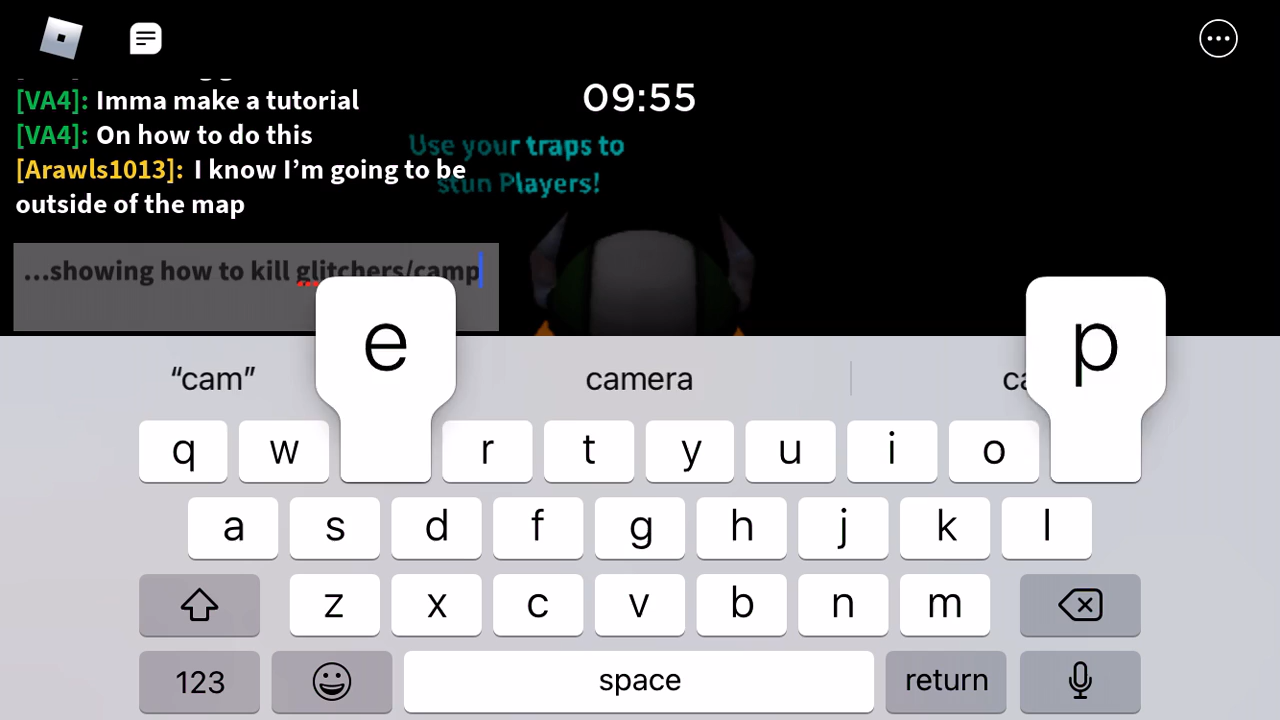 [VA4]: Imma make a tutorial
09:55
[VA4]: On how to do this
Use your traps to
stun Players!
[Arawls1013]: I know I’m going to be
outside of the map
...showing how to kill glitchers/camp
“cam”
camera
e
p
q w r t y u i o
a s d f g h j k l
z x c v b n m
123
space
return